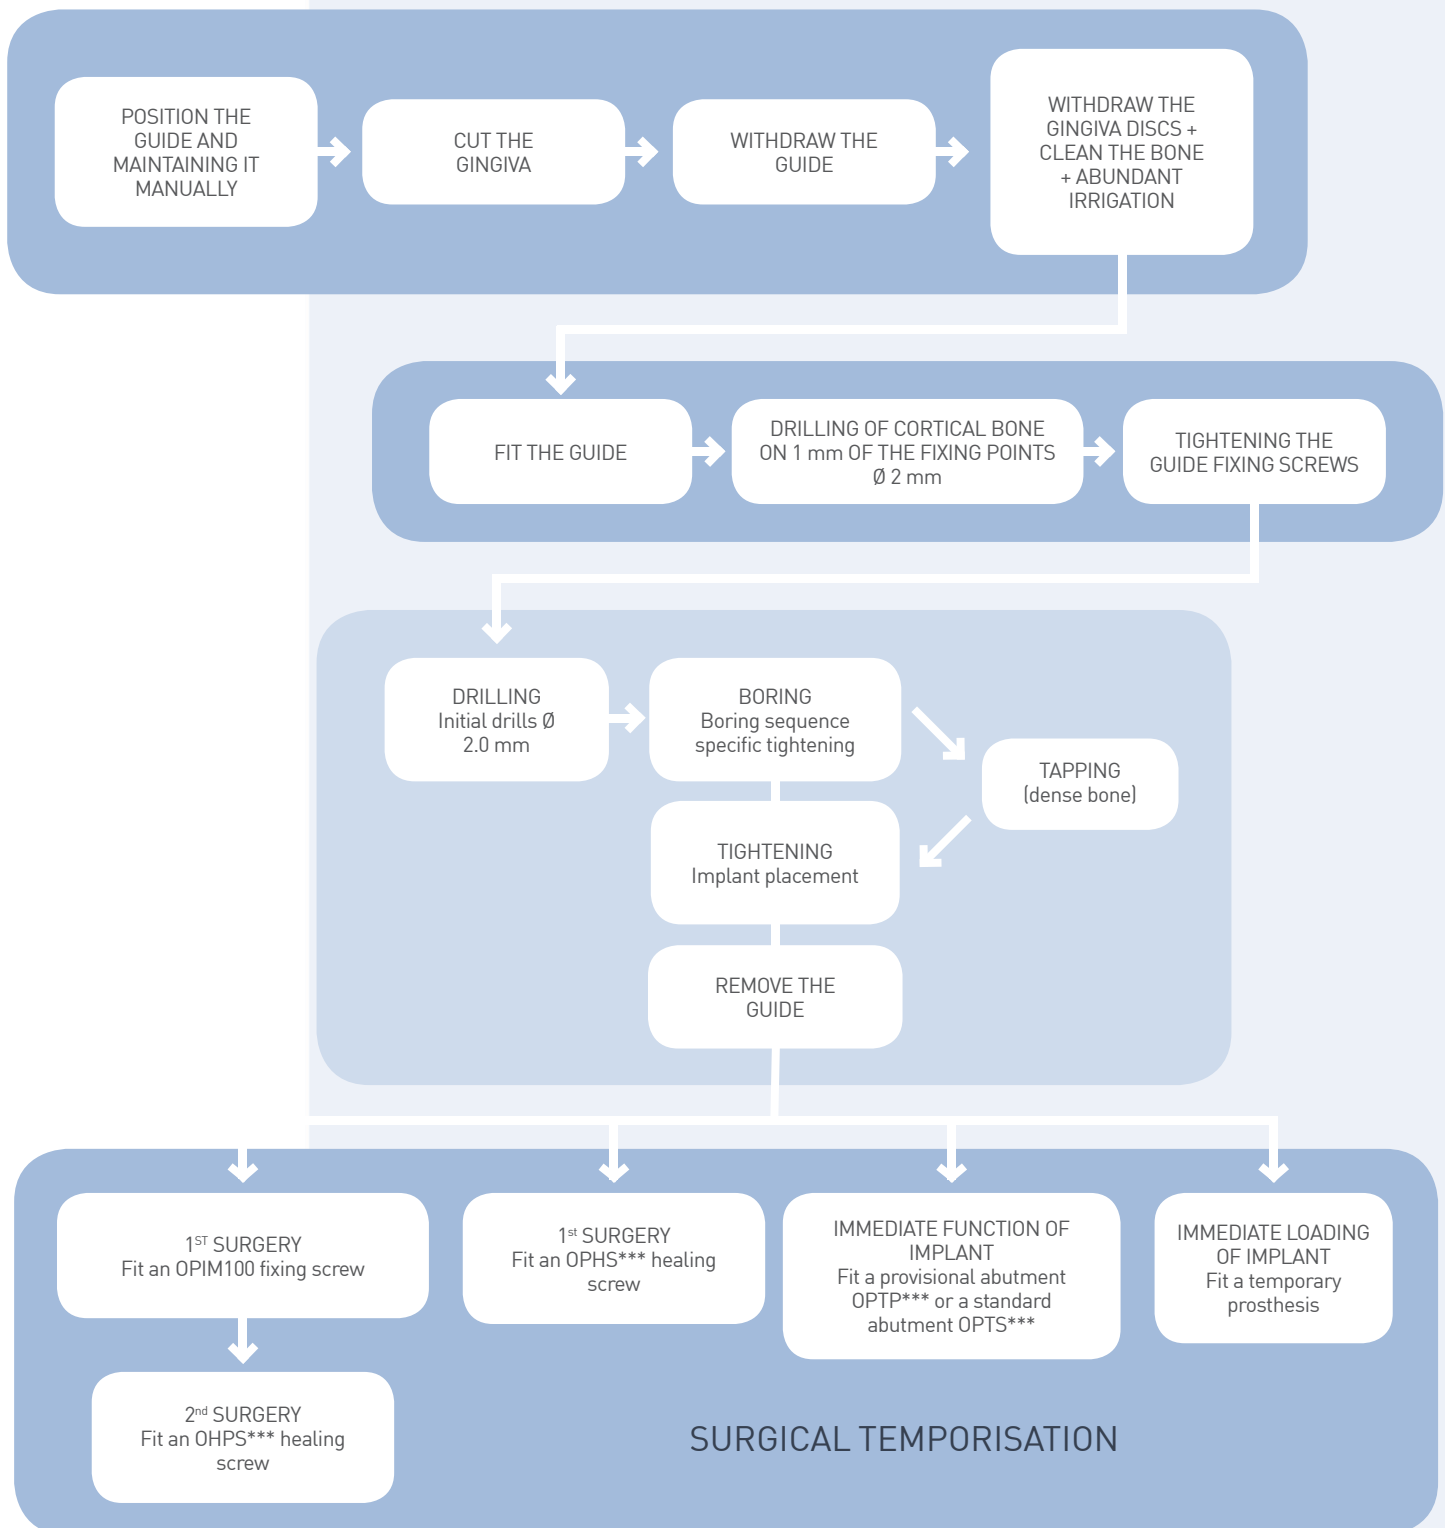 POSITION THE
GUIDE AND
MAINTAINING IT
MANUALLY
CUT THE
GINGIVA
WITHDRAW THE
GUIDE
WITHDRAW THE
GINGIVA DISCS +
CLEAN THE BONE
+ ABUNDANT
IRRIGATION
FIT THE GUIDE
DRILLING OF CORTICAL BONE
ON 1 mm OF THE FIXING POINTS
Ø 2 mm
TIGHTENING THE
GUIDE FIXING SCREWS
DRILLING
Initial drills Ø
2.0 mm
BORING
Boring sequence
specific tightening
TAPPING
(dense bone)
TIGHTENING
Implant placement
REMOVE THE
GUIDE
1ST SURGERY
Fit an OPIM100 fixing screw
1st SURGERY
Fit an OPHS*** healing
screw
IMMEDIATE FUNCTION OF
IMPLANT
Fit a provisional abutment
OPTP*** or a standard
abutment OPTS***
IMMEDIATE LOADING
OF IMPLANT
Fit a temporary
prosthesis
2nd SURGERY
Fit an OHPS*** healing
screw
SURGICAL TEMPORISATION